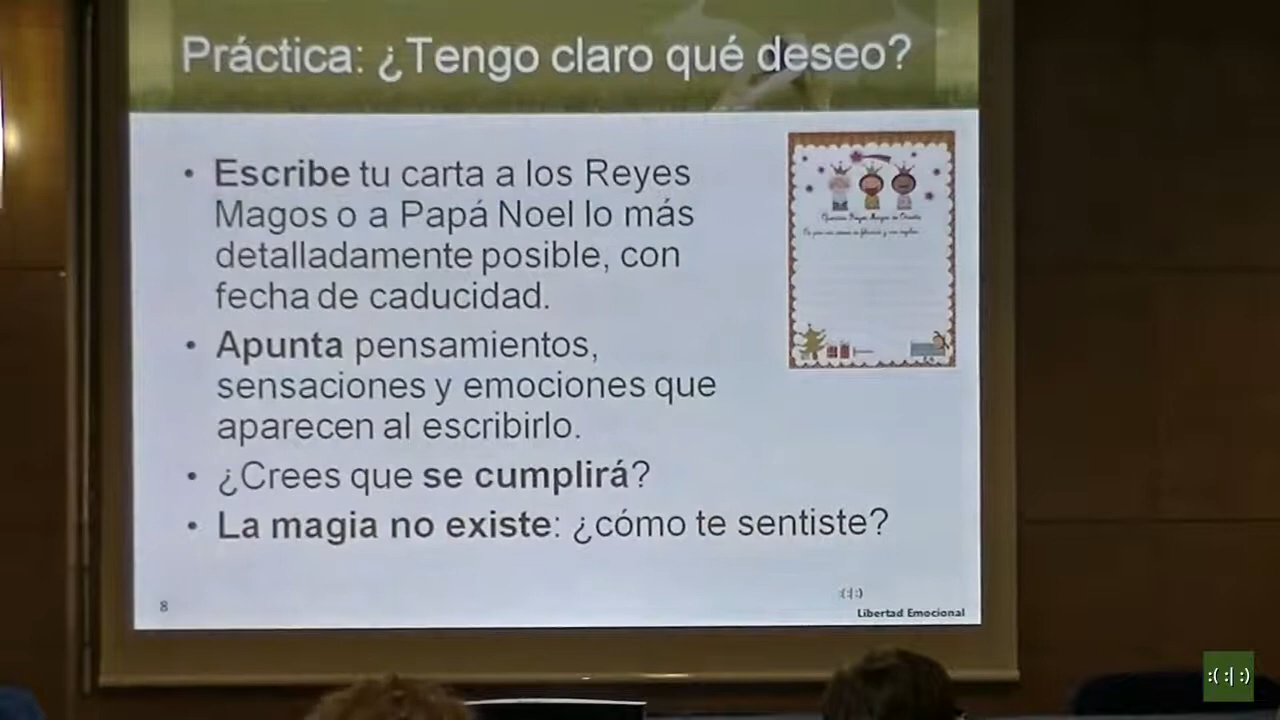 Práctica: ¿Tengo claro qué deseo?
• Escribe tu carta a los Reyes
Magos o a Papá Noel lo más
detalladamente posible, con
fecha de caducidad.
• Apunta pensamientos,
sensaciones y emociones que
aparecen al escribirlo.
• ¿Crees que se cumplirá?
• La magia no existe: ¿cómo te sentiste?
8
:(:|:)
Libertad Emocional
:( :| :)